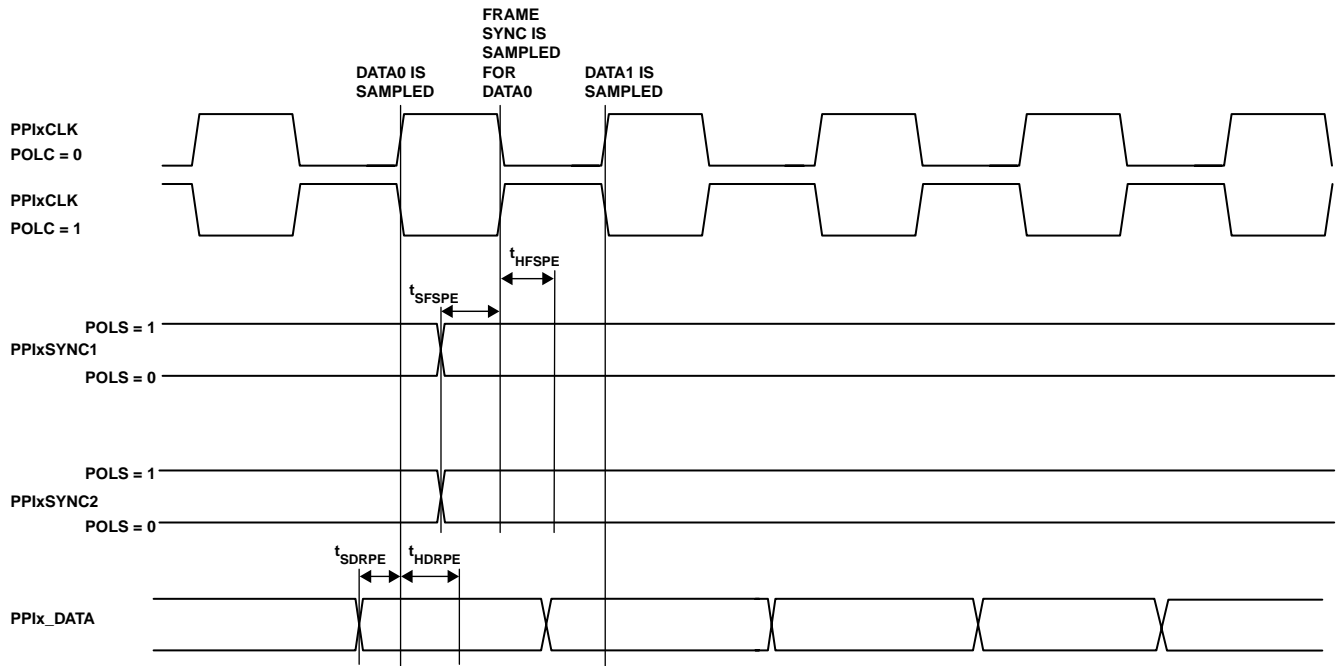 FRAME
SYNC IS
SAMPLED
FOR
DATA0
DATA0 IS
SAMPLED
DATA1 IS
SAMPLED
PPIxCLK
POLC = 0
PPIxCLK
POLC = 1
tHFSPE
tSFSPE
POLS = 1
PPIxSYNC1
POLS = 0
POLS = 1
PPIxSYNC2
POLS = 0
tSDRPE
tHDRPE
PPIx_DATA